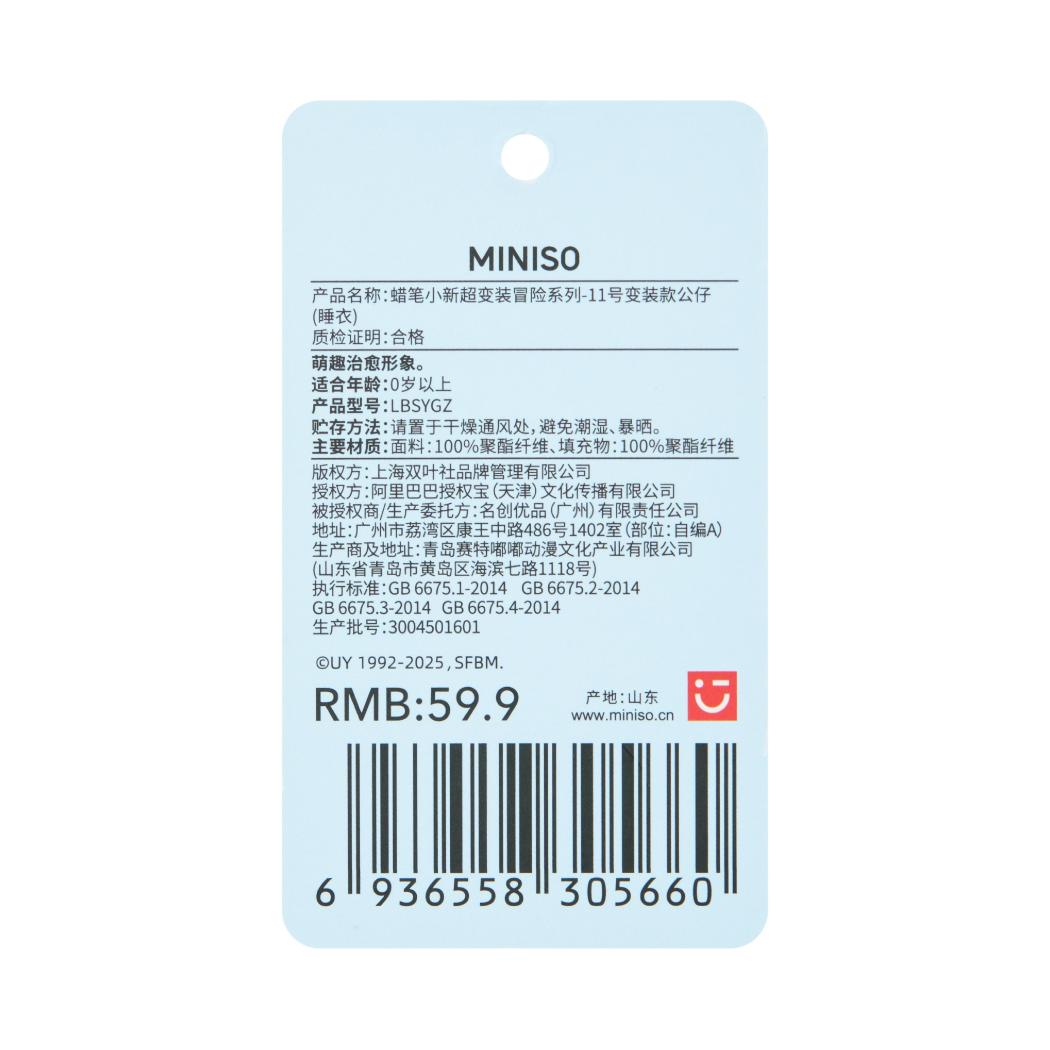 MINISO
产品名称:蜡笔小新超变装冒险系列-11号变装款公仔
(睡衣)
质检证明:合格
萌趣治愈形象。
适合年龄:0岁以上
产品型号:LBSYGZ
贮存方法:请置于干燥通风处,避免潮湿、暴晒。
主要材质:面料:100%聚酯纤维、填充物:100%聚酯纤维
版权方:上海双叶社品牌管理有限公司
授权方:阿里巴巴授权宝(天津)文化传播有限公司
被授权商/生产委托方:名创优品(广州)有限责任公司
地址:广州市荔湾区康王中路486号1402室(部位:自编A)
生产商及地址:青岛赛特嘟嘟动漫文化产业有限公司
(山东省青岛市黄岛区海滨七路1118号)
执行标准:GB 6675.1-2014 GB 6675.2-2014
GB 6675.3-2014 GB 6675.4-2014
生产批号:3004501601
©UY 1992-2025, SFBM.
RMB:59.9
产地:山东
www.miniso.cn
6 936558 305660